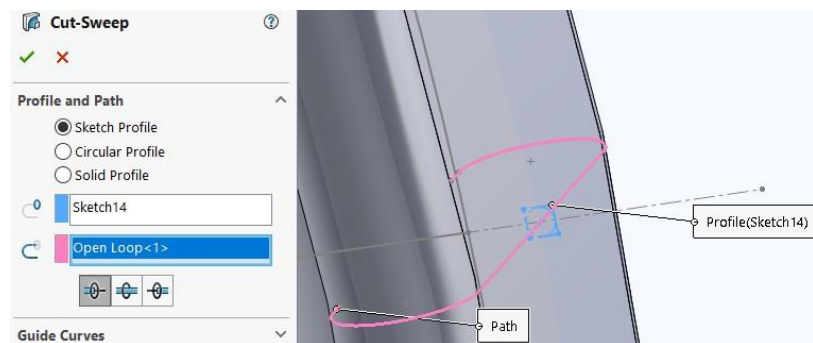 Cut-Sweep
Profile and Path
Sketch Profile
Circular Profile
Solid Profile
Sketch14
Open Loop<1>
Guide Curves
Profile(Sketch14)
Path